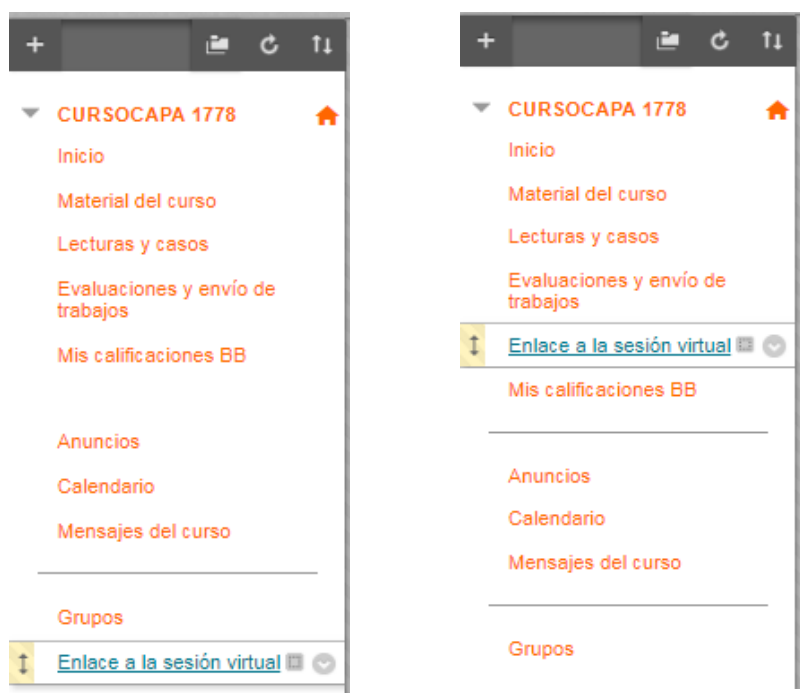 CURSOCAPA 1778
Inicio
Material del curso
Lecturas y casos
Evaluaciones y envío de
trabajos
Mis calificaciones BB
Anuncios
Calendario
Mensajes del curso
Grupos
Enlace a la sesión virtual
CURSOCAPA 1778
Inicio
Material del curso
Lecturas y casos
Evaluaciones y envío de
trabajos
Enlace a la sesión virtual
Mis calificaciones BB
Anuncios
Calendario
Mensajes del curso
Grupos